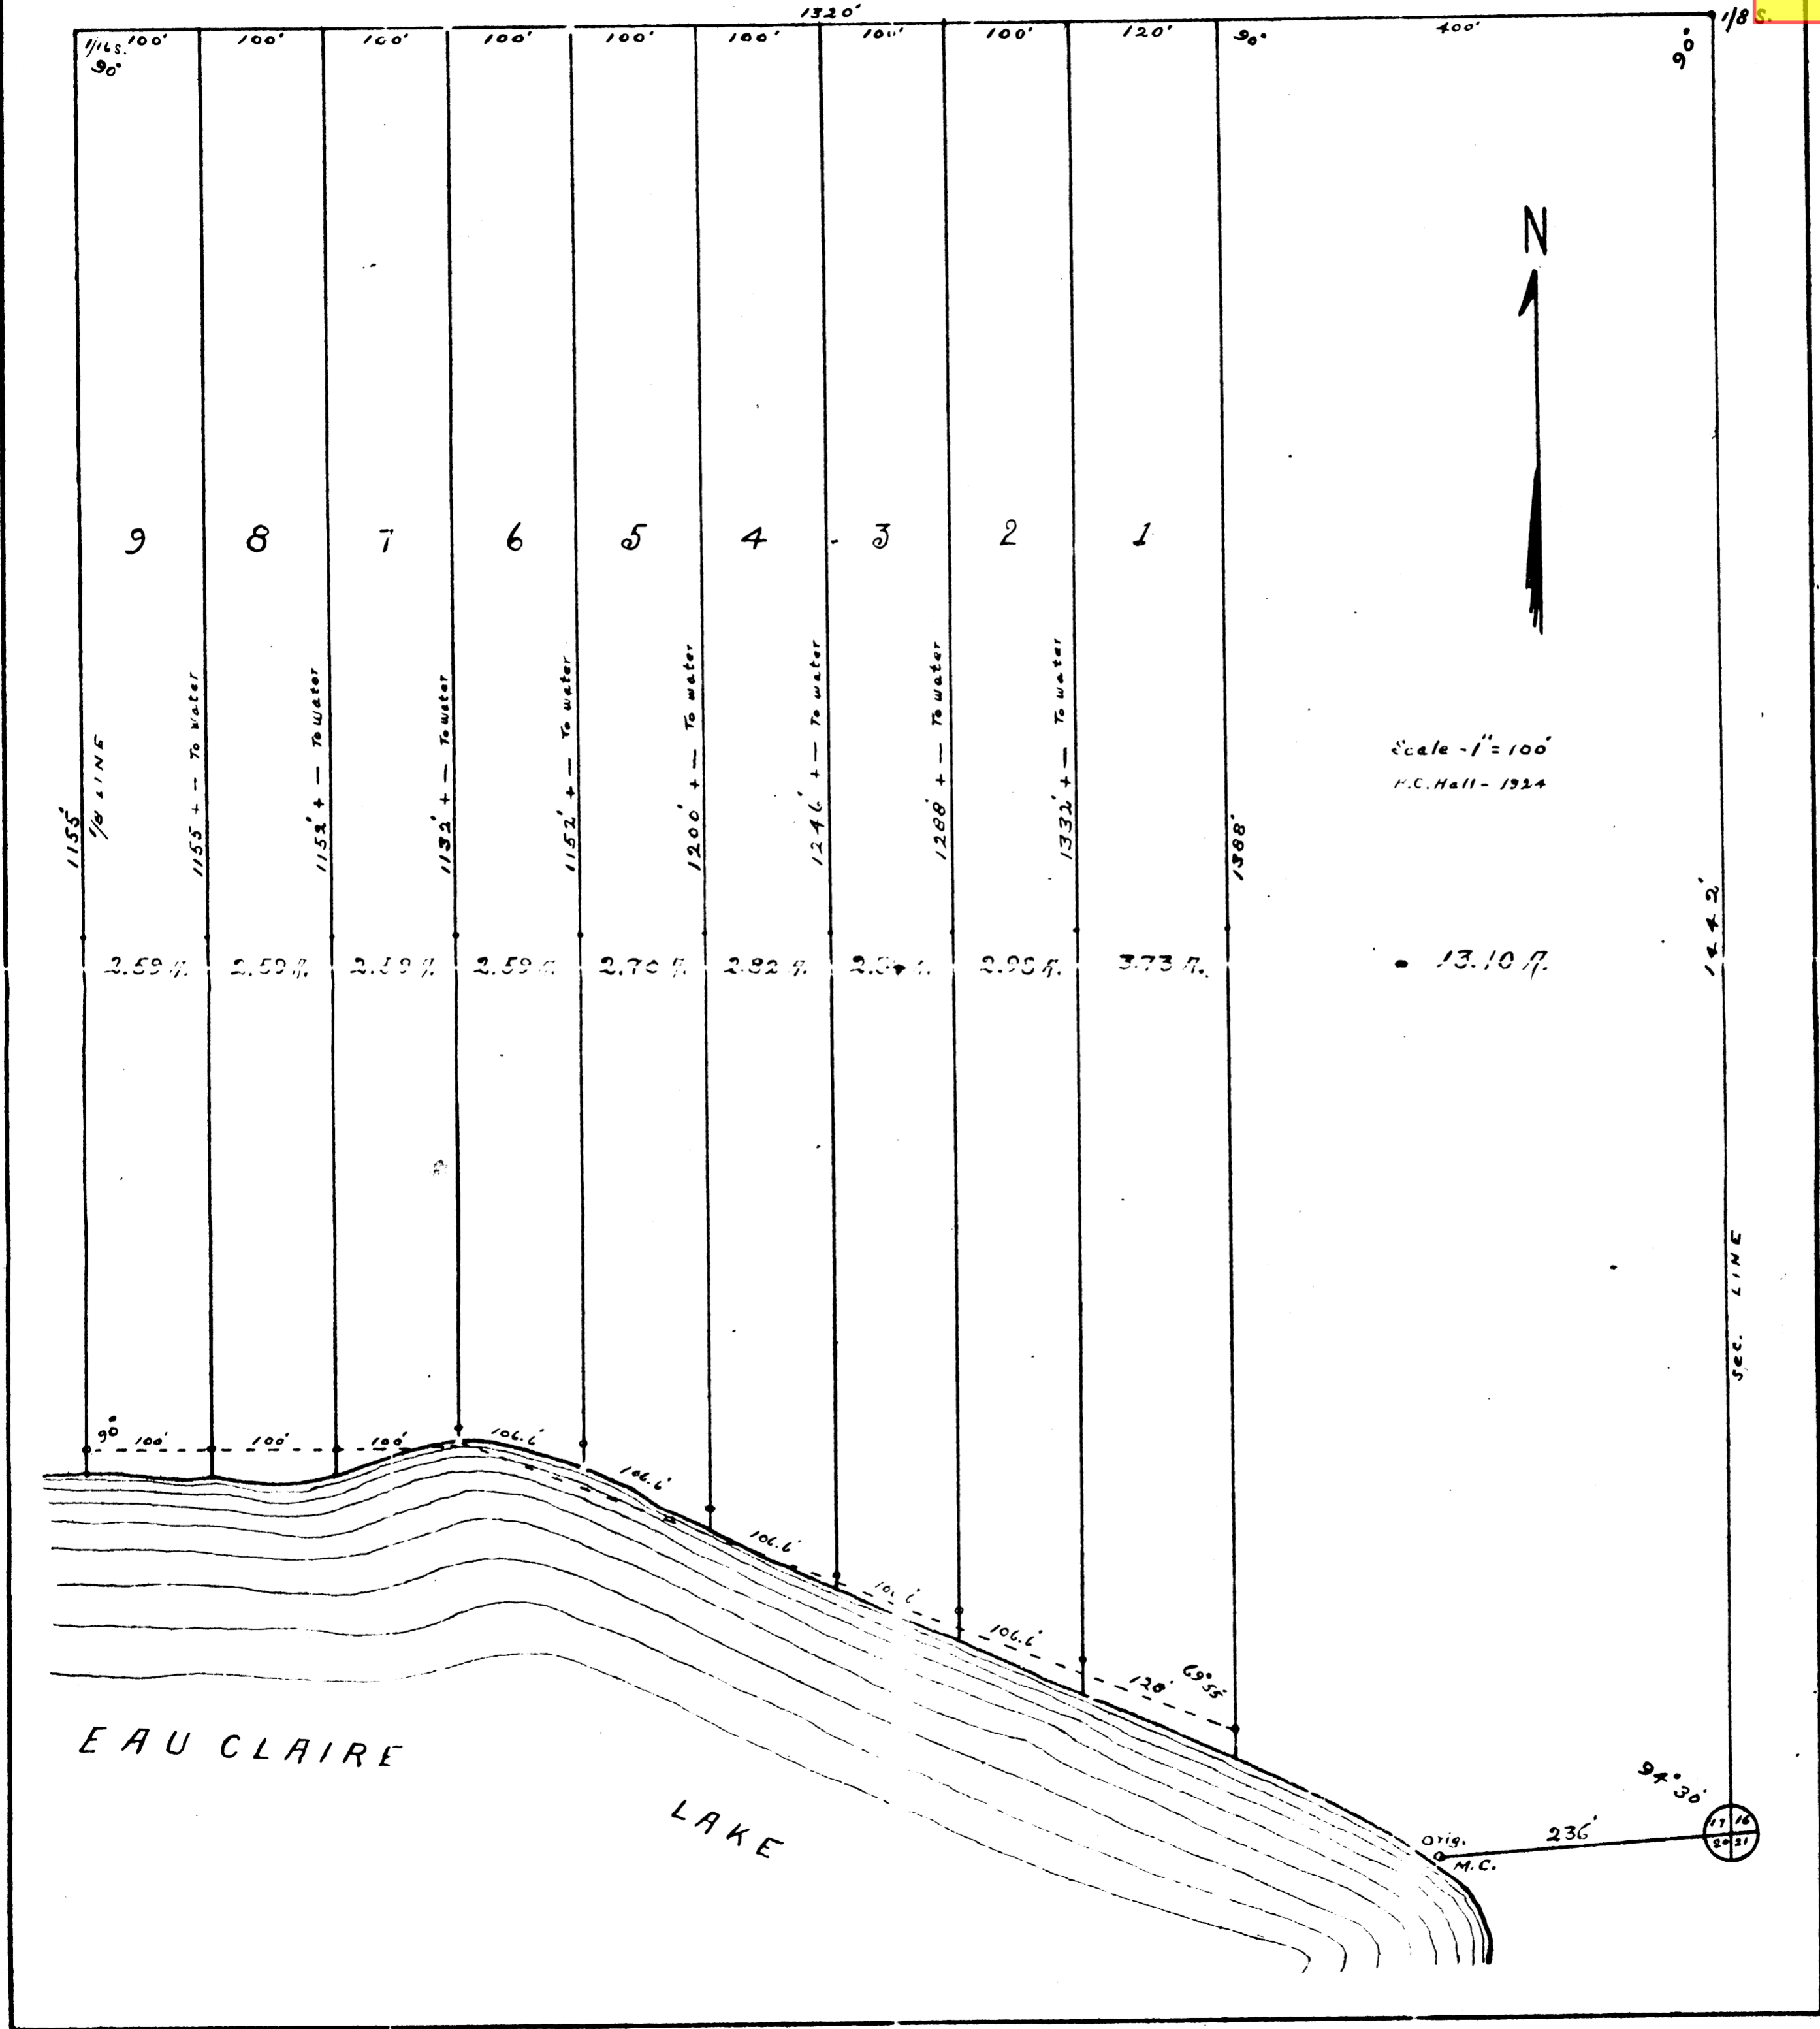 1320'
1/8 S.
1/16 S. 100' 100' 100' 100' 100' 100' 100' 100' 120' 90° 400' 90°
90°
N
9 8 7 6 5 4 3 2 1
1155'
1/8 LINE
1155 + — To water
1152' + — To water
1132' + — To water
1152' + — To water
1200' + — To water
1246' + — To water
1288' + — To water
1332' + — To water
1388'
1442'
SEC. LINE
Scale - 1" = 100'
H.C. Hall - 1924
2.59 A. 2.59 A. 2.59 A. 2.59 A. 2.70 A. 2.82 A. 2.98 A. 3.73 A. 13.10 A.
90°
100' 100' 100' 106.6'
106.6'
106.6'
106.6'
128' 69°55'
94°30'
17 16
20 21
236'
Orig.
M.C.
EAU CLAIRE
LAKE